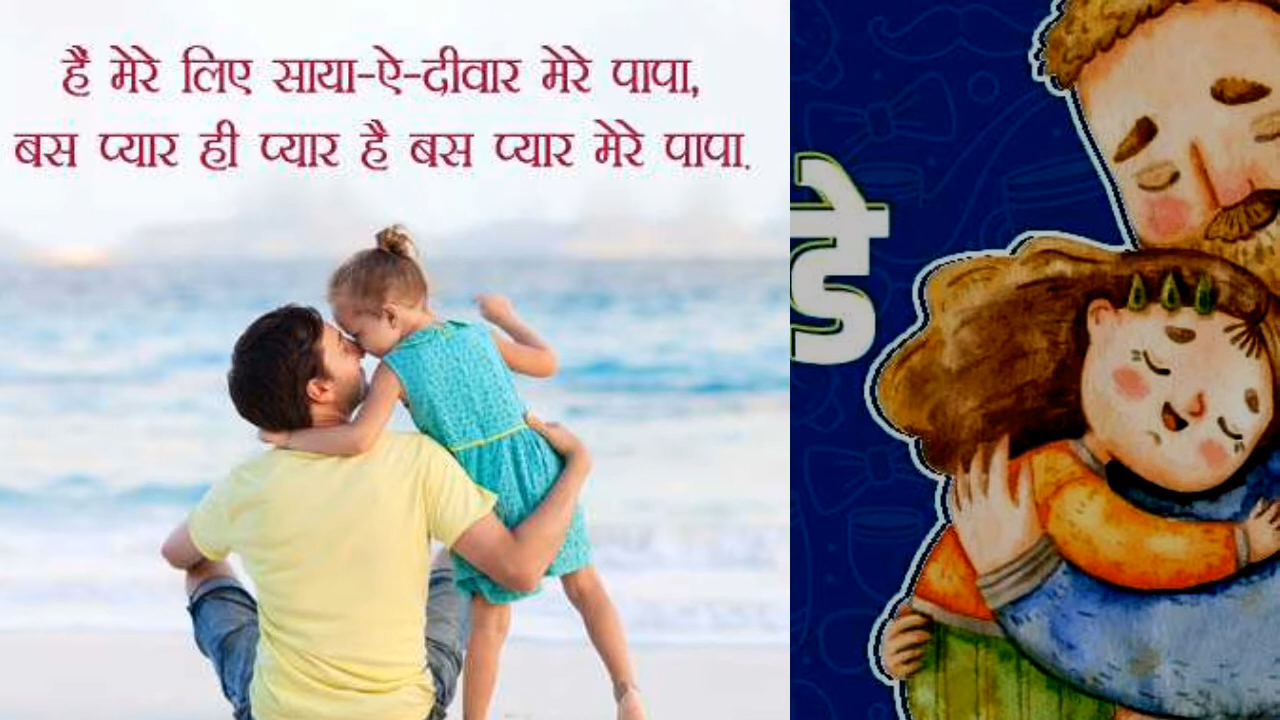 है मेरे लिए साया-ऐ-दीवार मेरे पापा,
बस प्यार ही प्यार है बस प्यार मेरे पापा.